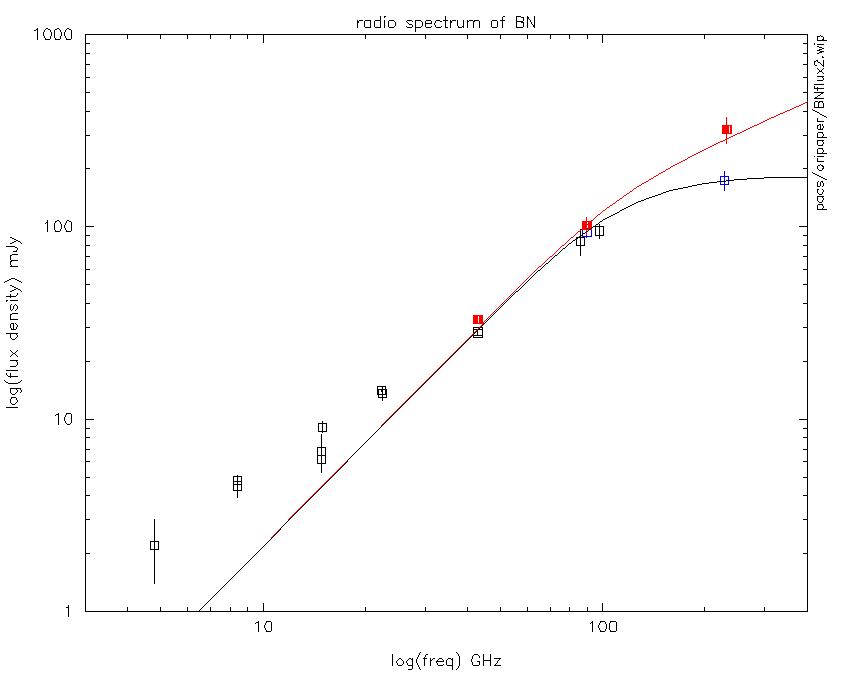 radio spectrum of BN
1000
100
10
1
log(flux density) mJy
10
100
log(freq) GHz
pacs/oripaper/BNflux2.wip